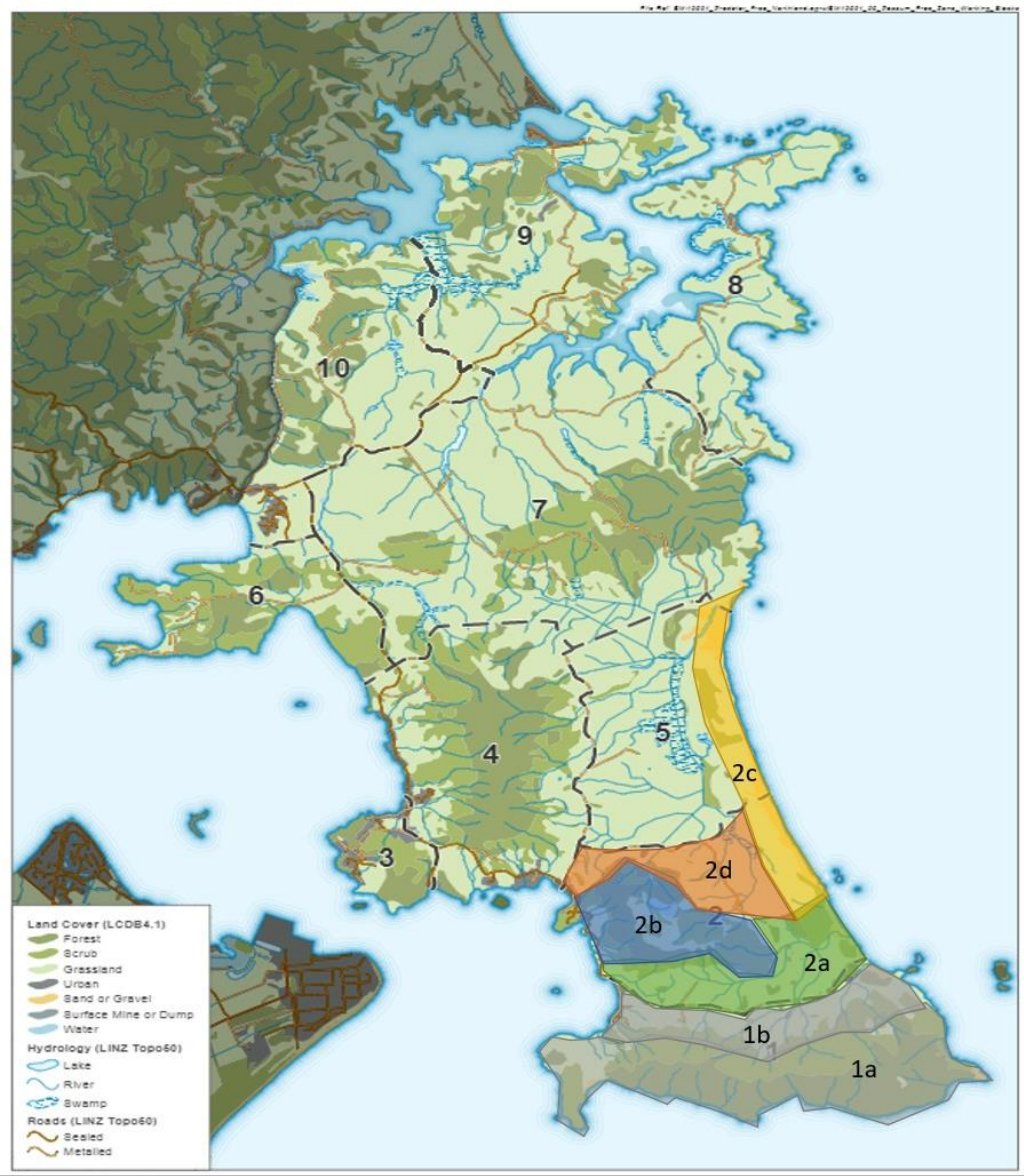 9
8
10
7
6
5
4
2c
3
2d
2
2b
2a
1b
1
1a
Land Cover (LCDB4.1)
Forest
Scrub
Grassland
Urban
Sand or Gravel
Surface Mine or Dump
Water
Hydrology (LINZ Topo50)
Lake
River
Swamp
Roads (LINZ Topo50)
Sealed
Metalled